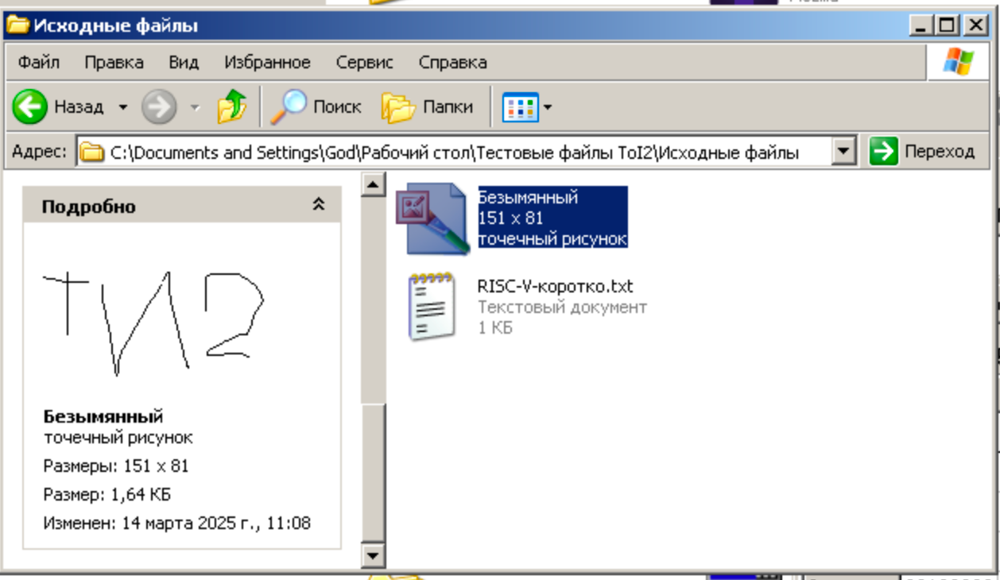 Исходные файлы
Файл Правка Вид Избранное Сервис Справка
Назад Поиск Папки
Адрес: C:\Documents and Settings\God\Рабочий стол\Тестовые файлы ToI2\Исходные файлы Переход
Подробно
ТИ2
Безымянный
точечный рисунок
Размеры: 151 x 81
Размер: 1,64 КБ
Изменен: 14 марта 2025 г., 11:08
Безымянный
151 x 81
точечный рисунок
RISC-V-коротко.txt
Текстовый документ
1 КБ